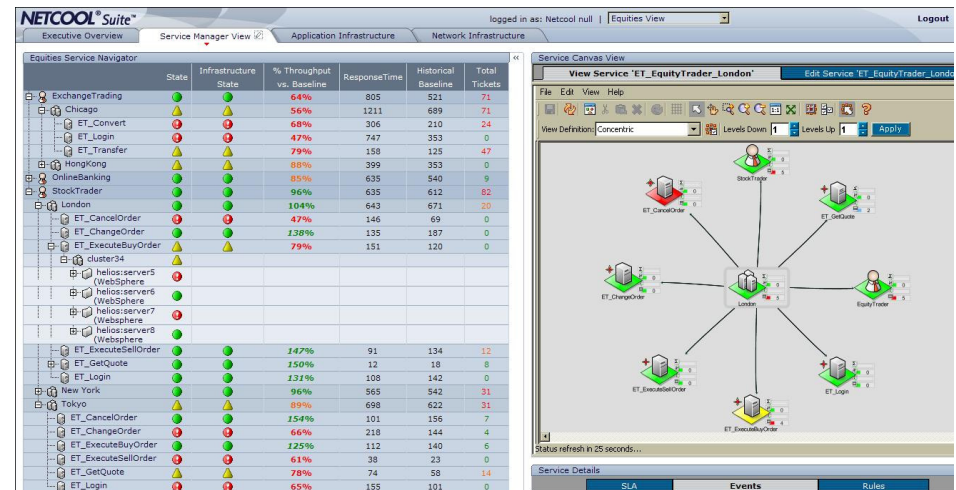 NETCOOL® Suite™
logged in as: Netcool null | Equities View
Logout
Executive Overview
Service Manager View
Application Infrastructure
Network Infrastructure
Equities Service Navigator
State Infrastructure State % Throughput vs. Baseline ResponseTime Historical Baseline Total Tickets
ExchangeTrading 64% 805 521 71
Chicago 56% 1211 689 71
ET_Convert 68% 306 210 24
ET_Login 47% 747 353 0
ET_Transfer 79% 158 125 47
HongKong 88% 399 353 0
OnlineBanking 85% 635 540 9
StockTrader 96% 635 612 82
London 104% 643 671 20
ET_CancelOrder 47% 146 69 0
ET_ChangeOrder 138% 135 187 0
ET_ExecuteBuyOrder 79% 151 120 0
cluster34
helios:server5
(WebSphere
helios:server6
(Websphere
helios:server7
(Websphere
helios:server8
(Websphere
ET_ExecuteSellOrder 147% 91 134 12
ET_GetQuote 150% 12 18 8
ET_Login 131% 108 142 0
New York 96% 565 542 31
Tokyo 89% 698 622 31
ET_CancelOrder 154% 101 156 7
ET_ChangeOrder 66% 218 144 4
ET_ExecuteBuyOrder 125% 112 140 6
ET_ExecuteSellOrder 61% 38 23 0
ET_GetQuote 78% 74 58 14
ET_Login 65% 155 101 0
Service Canvas View
View Service 'ET_EquityTrader_London'
Edit Service 'ET_EquityTrader_Londo
File Edit View Help
View Definition: Concentric
Levels Down 1
Levels Up 1
Apply
StockTrader
ET_CancelOrder
ET_GetQuote
ET_ChangeOrder
London
EquityTrader
ET_ExecuteSellOrder
ET_Login
ET_ExecuteBuyOrder
Status refresh in 25 seconds...
Service Details
SLA
Events
Rules